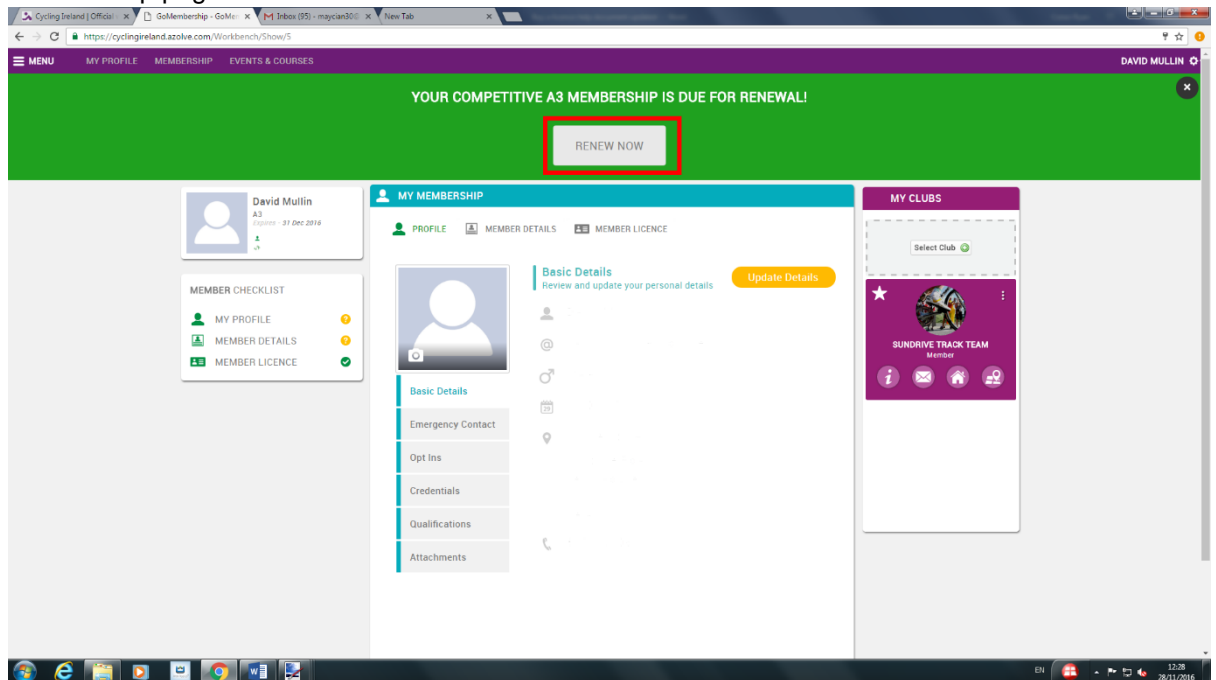 Cycling Ireland | Official
GoMembership - GoMem
Inbox (95) - maycian30@
New Tab
https://cyclingireland.azolve.com/Workbench/Show/5
MENU MY PROFILE MEMBERSHIP EVENTS & COURSES DAVID MULLIN
YOUR COMPETITIVE A3 MEMBERSHIP IS DUE FOR RENEWAL!
RENEW NOW
David Mullin
A3
Expires - 31 Dec 2016
MEMBER CHECKLIST
MY PROFILE
MEMBER DETAILS
MEMBER LICENCE
MY MEMBERSHIP
PROFILE MEMBER DETAILS MEMBER LICENCE
Basic Details
Review and update your personal details
Update Details
Basic Details
Emergency Contact
Opt Ins
Credentials
Qualifications
Attachments
MY CLUBS
Select Club
SUNDRIVE TRACK TEAM
Member
EN
12:28
28/11/2016